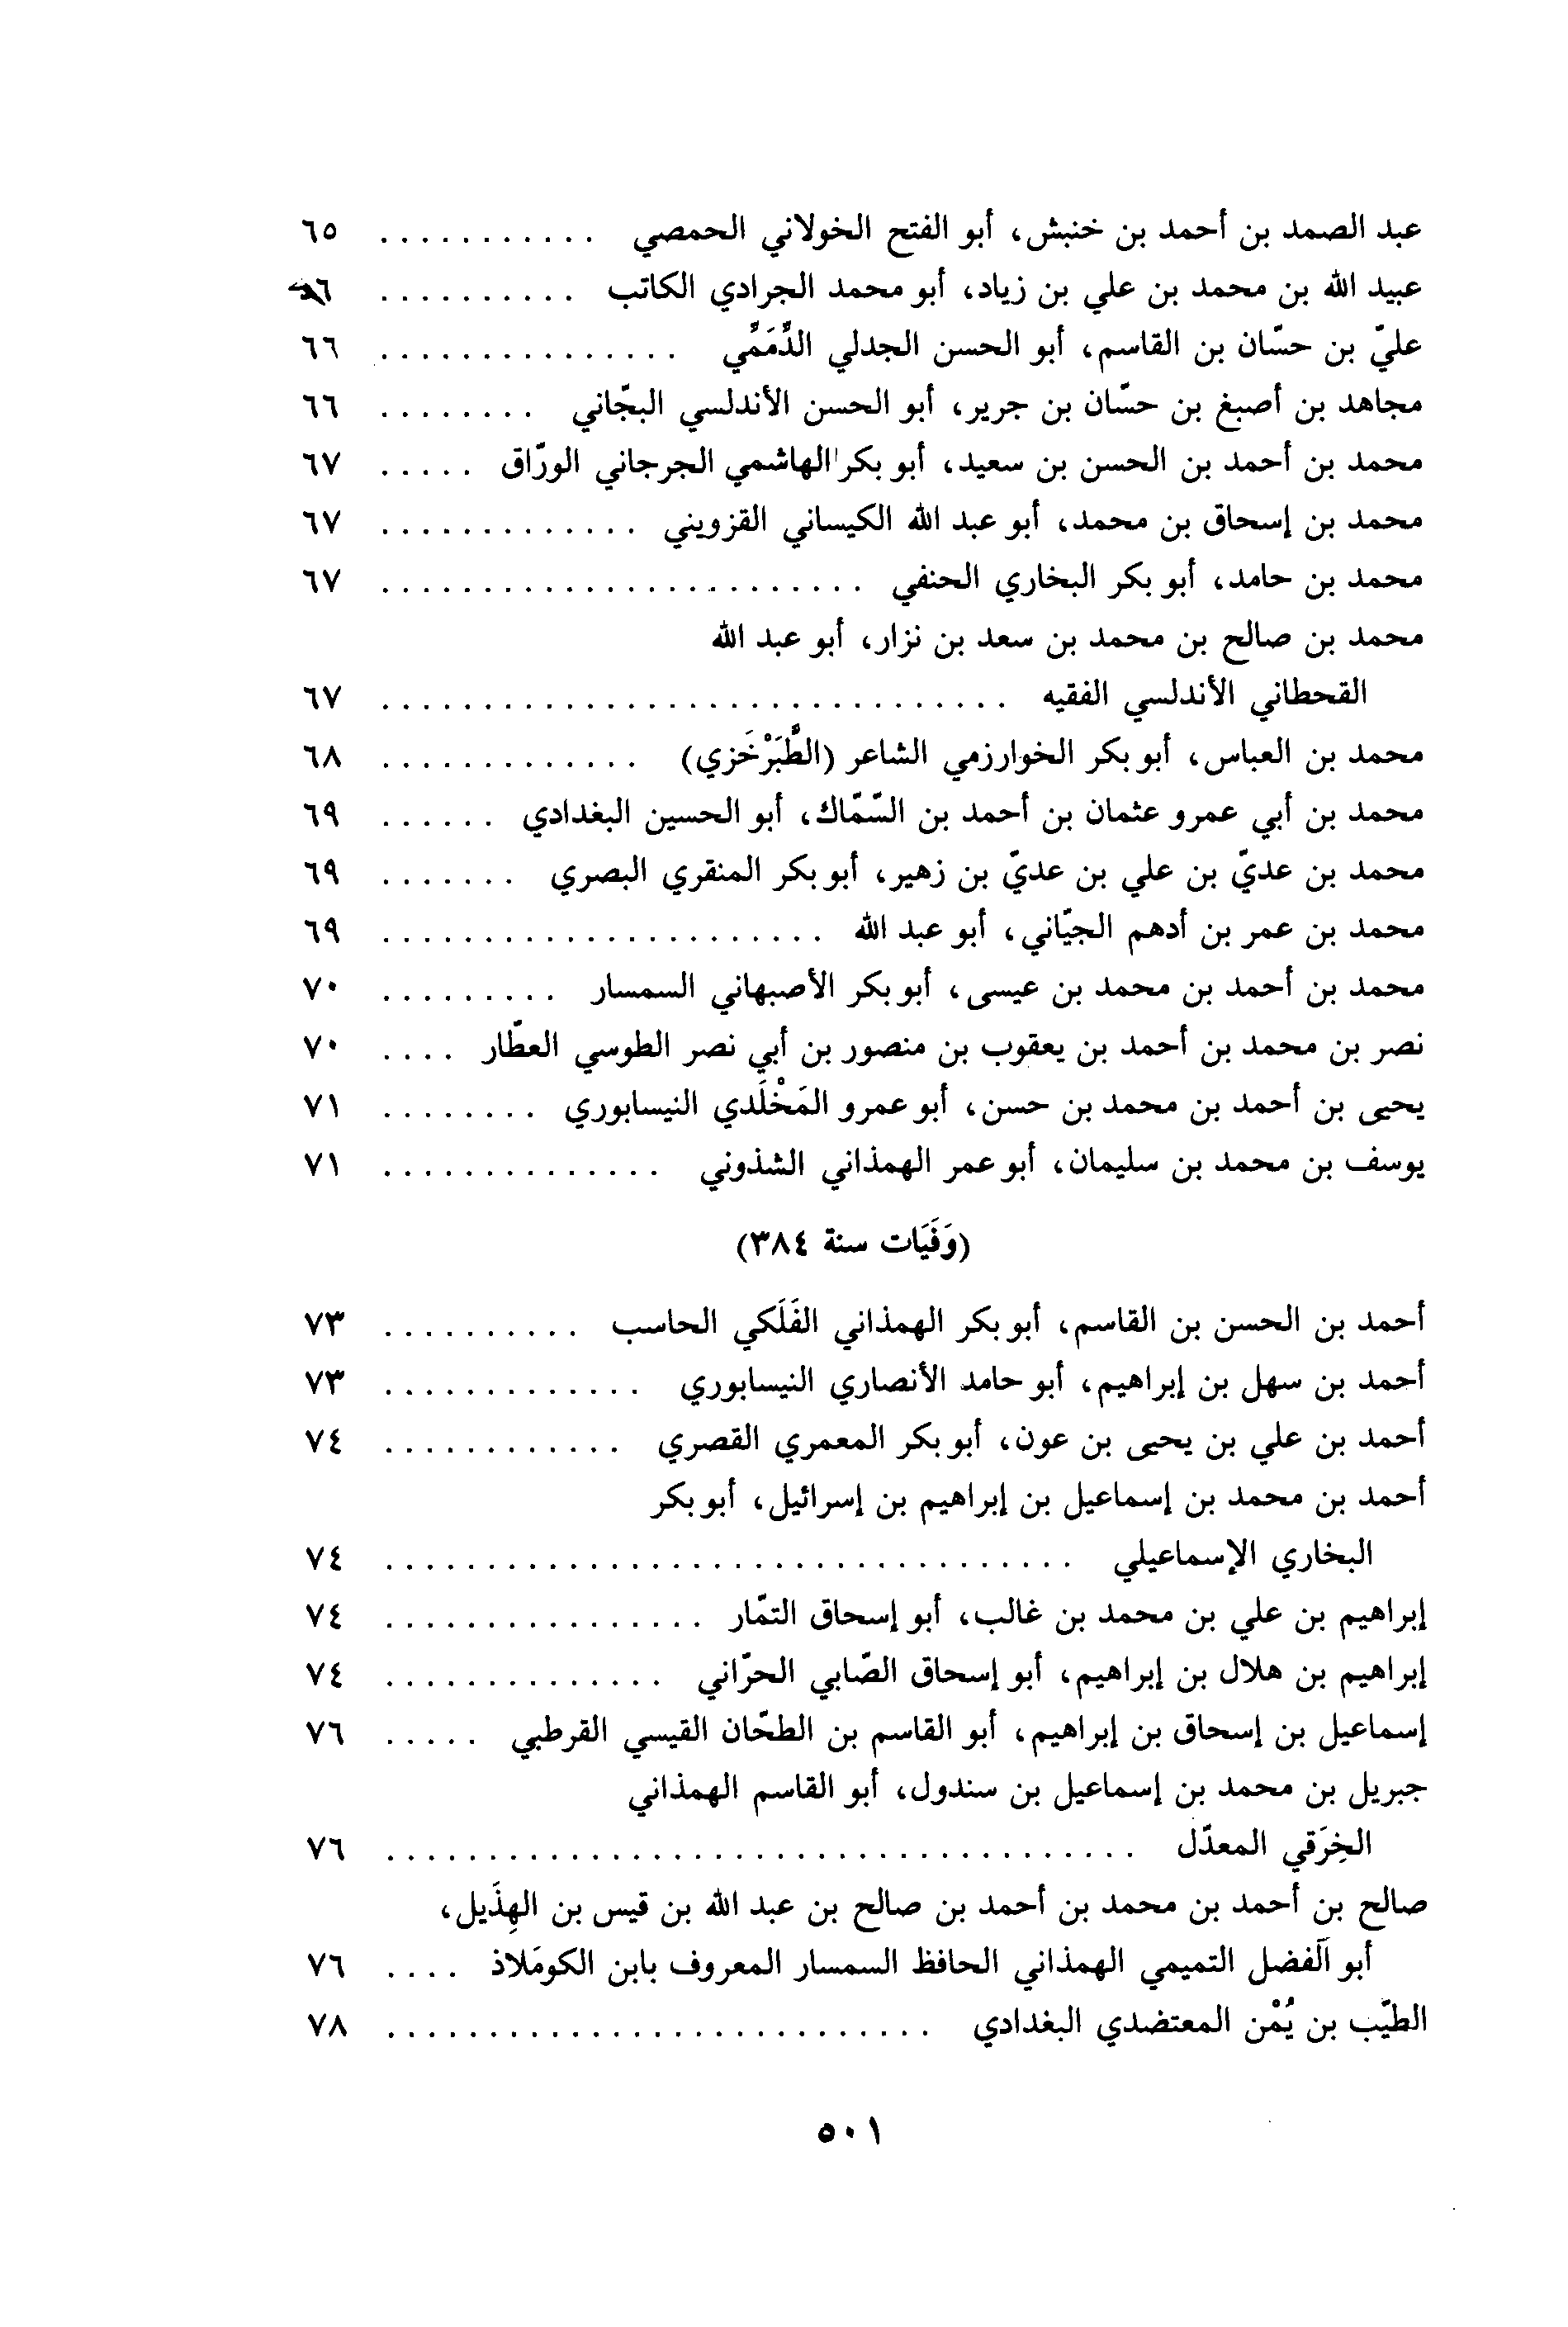 عبد الصمد بن أحمد بن خنبش، أبو الفتح الخولاني الحمصي . . . . . . . . . . . ٦٥
عبيد الله بن محمد بن علي بن زياد، أبو محمد الجرادي الكاتب . . . . . . . . . .
عليّ بن حسّان بن القاسم، أبو الحسن الجدلي الدُّمَمِّي . . . . . . . . . . . . . . . ٦٦
مجاهد بن أصبغ بن حسّان بن جرير، أبو الحسن الأندلسي البجّاني . . . . . . . . ٦٦
محمد بن أحمد بن الحسن بن سعيد، أبو بكر الهاشمي الجرجاني الورّاق . . . . . ٦٧
محمد بن إسحاق بن محمد، أبو عبد الله الكيساني القزويني . . . . . . . . . . . . . ٦٧
محمد بن حامد، أبو بكر البخاري الحنفي . . . . . . . . . . . . . . . . . . . . . . . . ٦٧
محمد بن صالح بن محمد بن سعد بن نزار، أبو عبد الله
القحطاني الأندلسي الفقيه . . . . . . . . . . . . . . . . . . . . . . . . . . . . . . . ٦٧
محمد بن العباس، أبو بكر الخوارزمي الشاعر (الطَّبَرْخَزي) . . . . . . . . . . . . . ٦٨
محمد بن أبي عمرو عثمان بن أحمد بن السّمّاك، أبو الحسين البغدادي . . . . . . ٦٩
محمد بن عديّ بن علي بن عديّ بن زهير، أبو بكر المنقري البصري . . . . . . . ٦٩
محمد بن عمر بن أدهم الجيّاني، أبو عبد الله . . . . . . . . . . . . . . . . . . . . . . ٦٩
محمد بن أحمد بن محمد بن عيسى، أبو بكر الأصبهاني السمسار . . . . . . . . . ٧٠
نصر بن محمد بن أحمد بن يعقوب بن منصور بن أبي نصر الطوسي العطّار . . . . ٧٠
يحيى بن أحمد بن محمد بن حسن، أبو عمرو المَخْلَدي النيسابوري . . . . . . . . ٧١
يوسف بن محمد بن سليمان، أبو عمر الهمذاني الشذوني . . . . . . . . . . . . . . ٧١
(وَفَيَات سنة ٣٨٤)
أحمد بن الحسن بن القاسم، أبو بكر الهمذاني الفَلَكي الحاسب . . . . . . . . . . ٧٣
أحمد بن سهل بن إبراهيم، أبو حامد الأنصاري النيسابوري . . . . . . . . . . . . . ٧٣
أحمد بن علي بن يحيى بن عون، أبو بكر المعمري القصري . . . . . . . . . . . . ٧٤
أحمد بن محمد بن إسماعيل بن إبراهيم بن إسرائيل، أبو بكر
البخاري الإسماعيلي . . . . . . . . . . . . . . . . . . . . . . . . . . . . . . . . . . ٧٤
إبراهيم بن علي بن محمد بن غالب، أبو إسحاق التمّار . . . . . . . . . . . . . . . . ٧٤
إبراهيم بن هلال بن إبراهيم، أبو إسحاق الصّابي الحرّاني . . . . . . . . . . . . . . ٧٤
إسماعيل بن إسحاق بن إبراهيم، أبو القاسم بن الطحّان القيسي القرطبي . . . . . ٧٦
جبريل بن محمد بن إسماعيل بن سندول، أبو القاسم الهمذاني
الخِرَقي المعدّل . . . . . . . . . . . . . . . . . . . . . . . . . . . . . . . . . . . . . ٧٦
صالح بن أحمد بن محمد بن أحمد بن صالح بن عبد الله بن قيس بن الهِذَيل،
أبو الفضل التميمي الهمذاني الحافظ السمسار المعروف بابن الكومَلاذ . . . . ٧٦
الطيّب بن يُمْن المعتضدي البغدادي . . . . . . . . . . . . . . . . . . . . . . . . . . . ٧٨
٥٠١